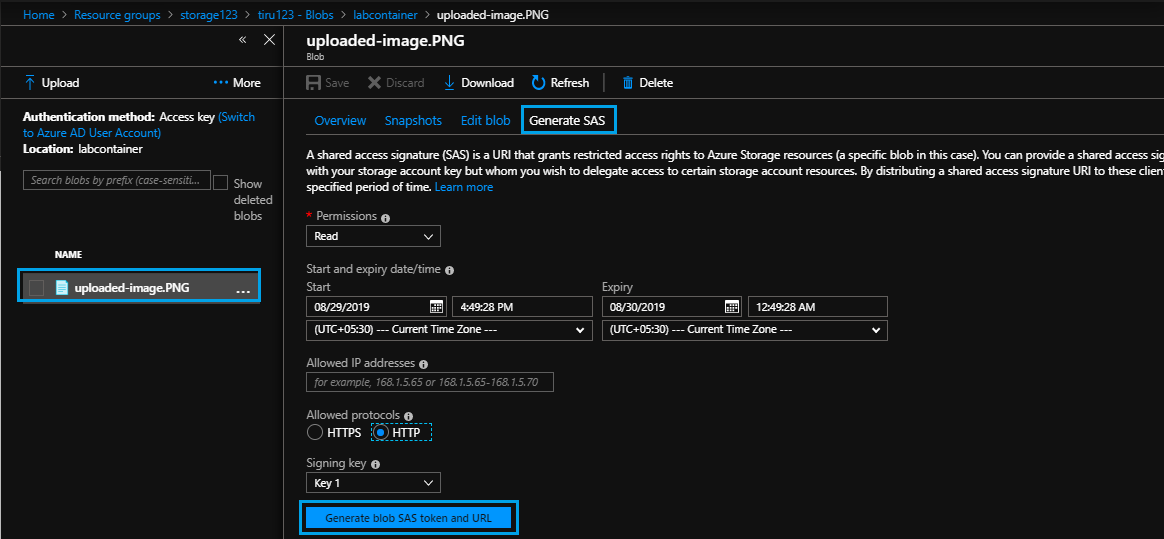 Home > Resource groups > storage123 > tiru123 - Blobs > labcontainer > uploaded-image.PNG
«
Upload
... More
Authentication method: Access key (Switch
to Azure AD User Account)
Location: labcontainer
Search blobs by prefix (case-sensiti...
Show
deleted
blobs
NAME
uploaded-image.PNG ...
uploaded-image.PNG
Blob
Save Discard Download Refresh Delete
Overview Snapshots Edit blob Generate SAS
A shared access signature (SAS) is a URI that grants restricted access rights to Azure Storage resources (a specific blob in this case). You can provide a shared access sig
with your storage account key but whom you wish to delegate access to certain storage account resources. By distributing a shared access signature URI to these clien
specified period of time. Learn more
* Permissions
Read
Start and expiry date/time
Start Expiry
08/29/2019 4:49:28 PM 08/30/2019 12:49:28 AM
(UTC+05:30) --- Current Time Zone --- (UTC+05:30) --- Current Time Zone ---
Allowed IP addresses
for example, 168.1.5.65 or 168.1.5.65-168.1.5.70
Allowed protocols
HTTPS HTTP
Signing key
Key 1
Generate blob SAS token and URL